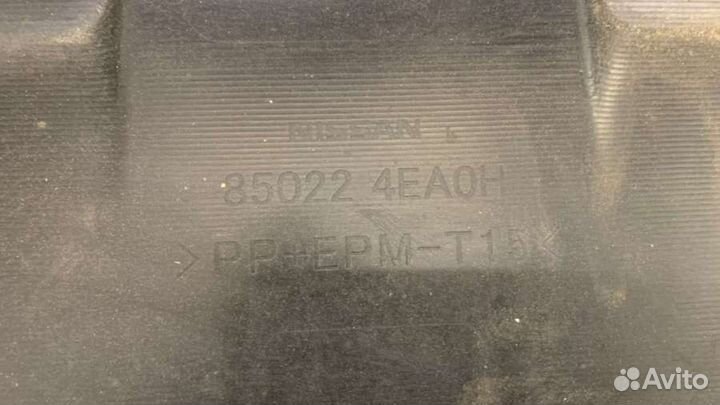 NISSAN
85022 4EA0H
>PP+EPM-T15<
Avito